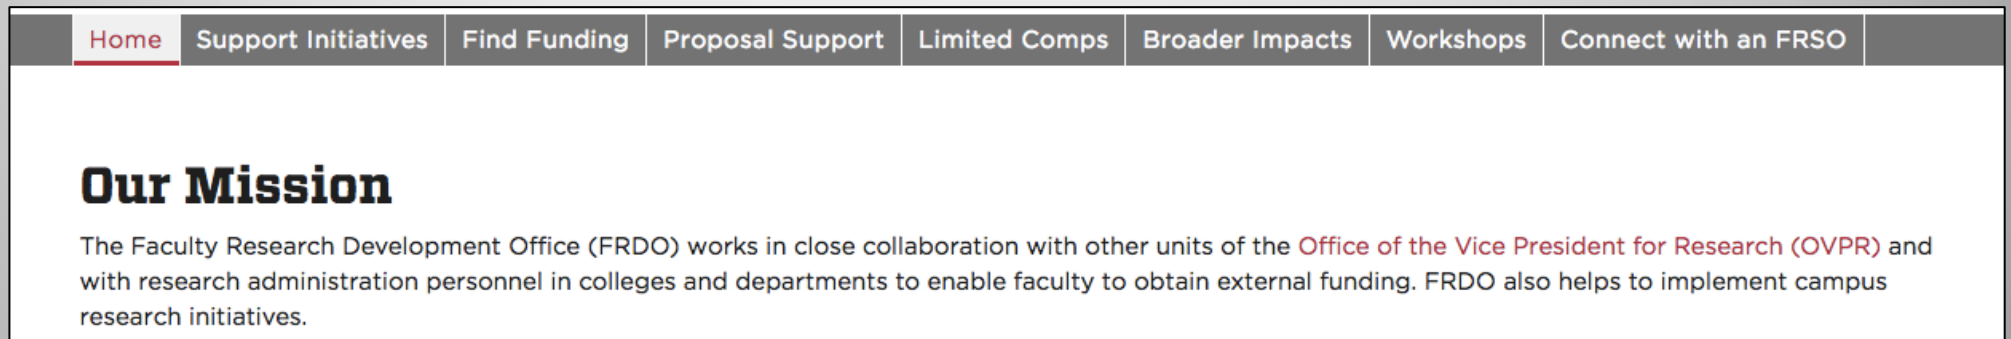 Home Support Initiatives Find Funding Proposal Support Limited Comps Broader Impacts Workshops Connect with an FRSO
Our Mission
The Faculty Research Development Office (FRDO) works in close collaboration with other units of the Office of the Vice President for Research (OVPR) and
with research administration personnel in colleges and departments to enable faculty to obtain external funding. FRDO also helps to implement campus
research initiatives.